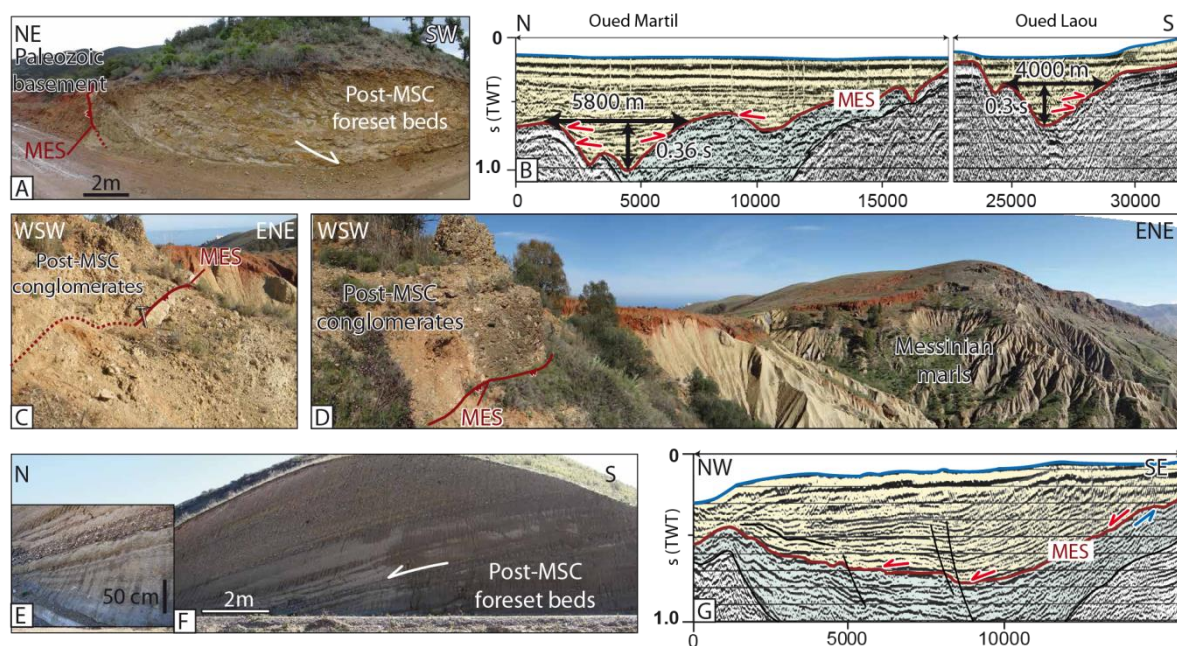 NE
SW
Paleozoic
basement
Post-MSC
foreset beds
MES
A
2m
N
Oued Martil
Oued Laou
S
0
s (TWT)
1.0
5800 m
0.36 s
MES
4000 m
0.3 s
B
0
5000
10000
15000
20000
25000
30000
WSW
ENE
MES
Post-MSC
conglomerates
C
WSW
ENE
Post-MSC
conglomerates
Messinian
marls
MES
D
N
S
50 cm
E
F
2m
Post-MSC
foreset beds
NW
SE
0
s (TWT)
1.0
MES
G
0
5000
10000